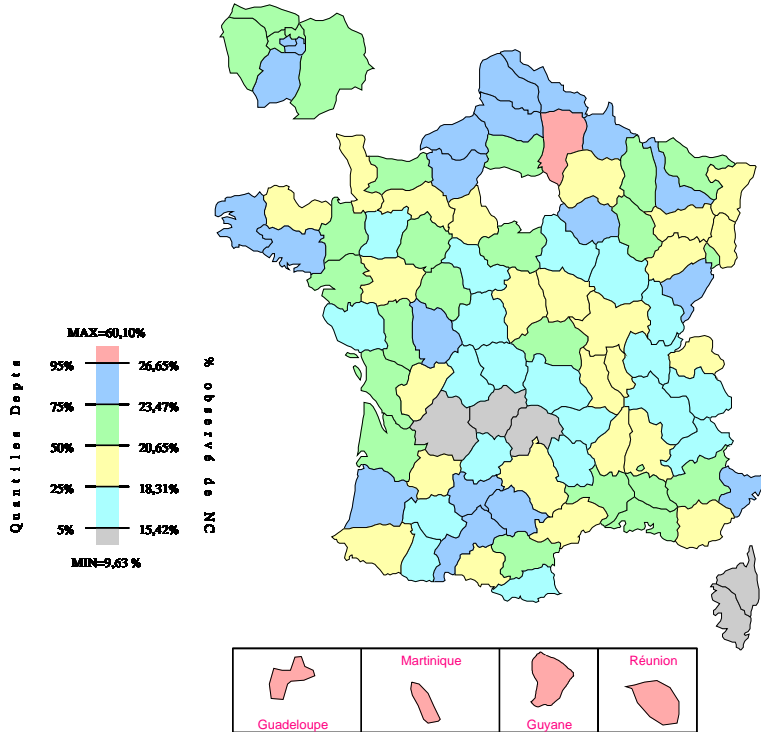 MAX=60,10%
95% 26,65%
75% 23,47%
50% 20,65%
25% 18,31%
5% 15,42%
MIN=9,63 %
Quantiles Depts
% observé de NC
Guadeloupe
Martinique
Guyane
Réunion